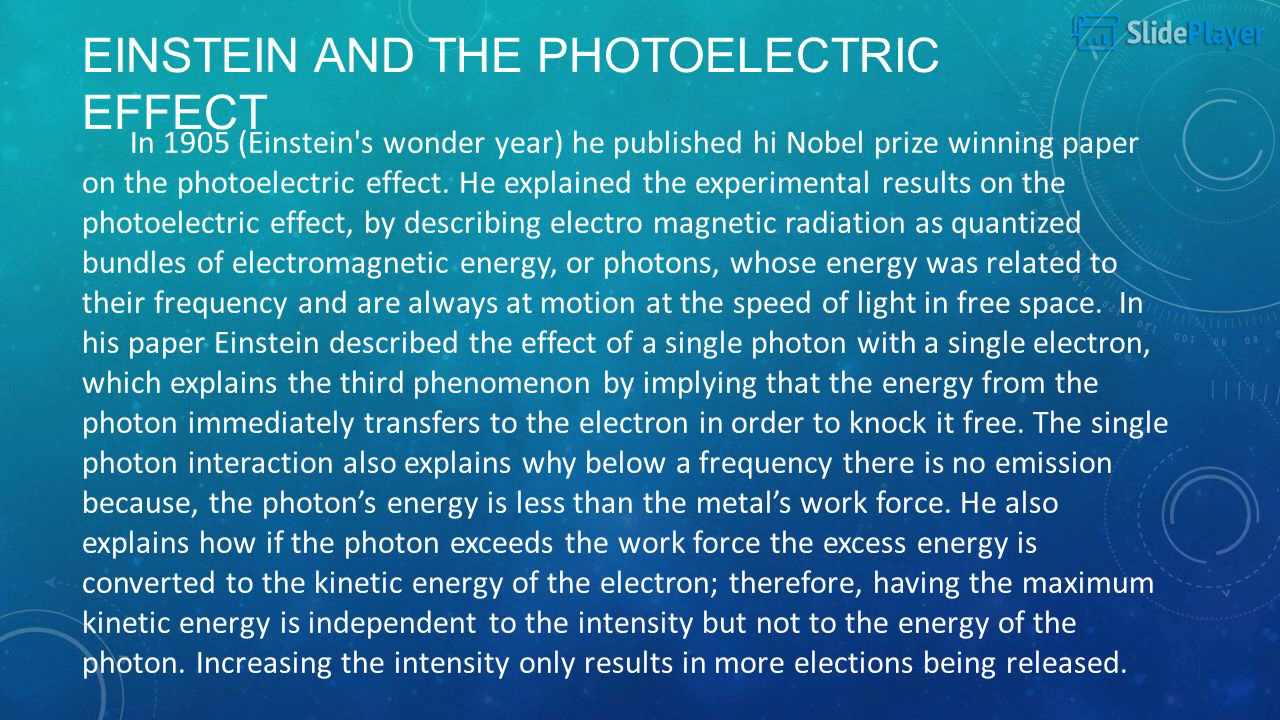 SlidePlayer
EINSTEIN AND THE PHOTOELECTRIC
EFFECT
In 1905 (Einstein's wonder year) he published hi Nobel prize winning paper
on the photoelectric effect. He explained the experimental results on the
photoelectric effect, by describing electro magnetic radiation as quantized
bundles of electromagnetic energy, or photons, whose energy was related to
their frequency and are always at motion at the speed of light in free space. In
his paper Einstein described the effect of a single photon with a single electron,
which explains the third phenomenon by implying that the energy from the
photon immediately transfers to the electron in order to knock it free. The single
photon interaction also explains why below a frequency there is no emission
because, the photon’s energy is less than the metal’s work force. He also
explains how if the photon exceeds the work force the excess energy is
converted to the kinetic energy of the electron; therefore, having the maximum
kinetic energy is independent to the intensity but not to the energy of the
photon. Increasing the intensity only results in more elections being released.